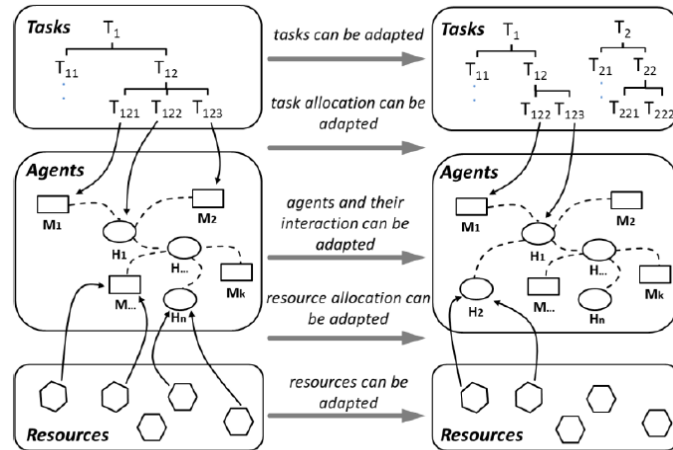 Tasks
T1
T11 T12
T121 T122 T123
tasks can be adapted
task allocation can be
adapted
Tasks
T1 T2
T11 T12 T21 T22
T122 T123 T221 T222
Agents
M1 M2
H1 H...
M... Hn Mk
agents and their
interaction can be
adapted
resource allocation can
be adapted
Agents
M1 M2
H1 H...
H2 M... Hn Mk
Resources
resources can be
adapted
Resources